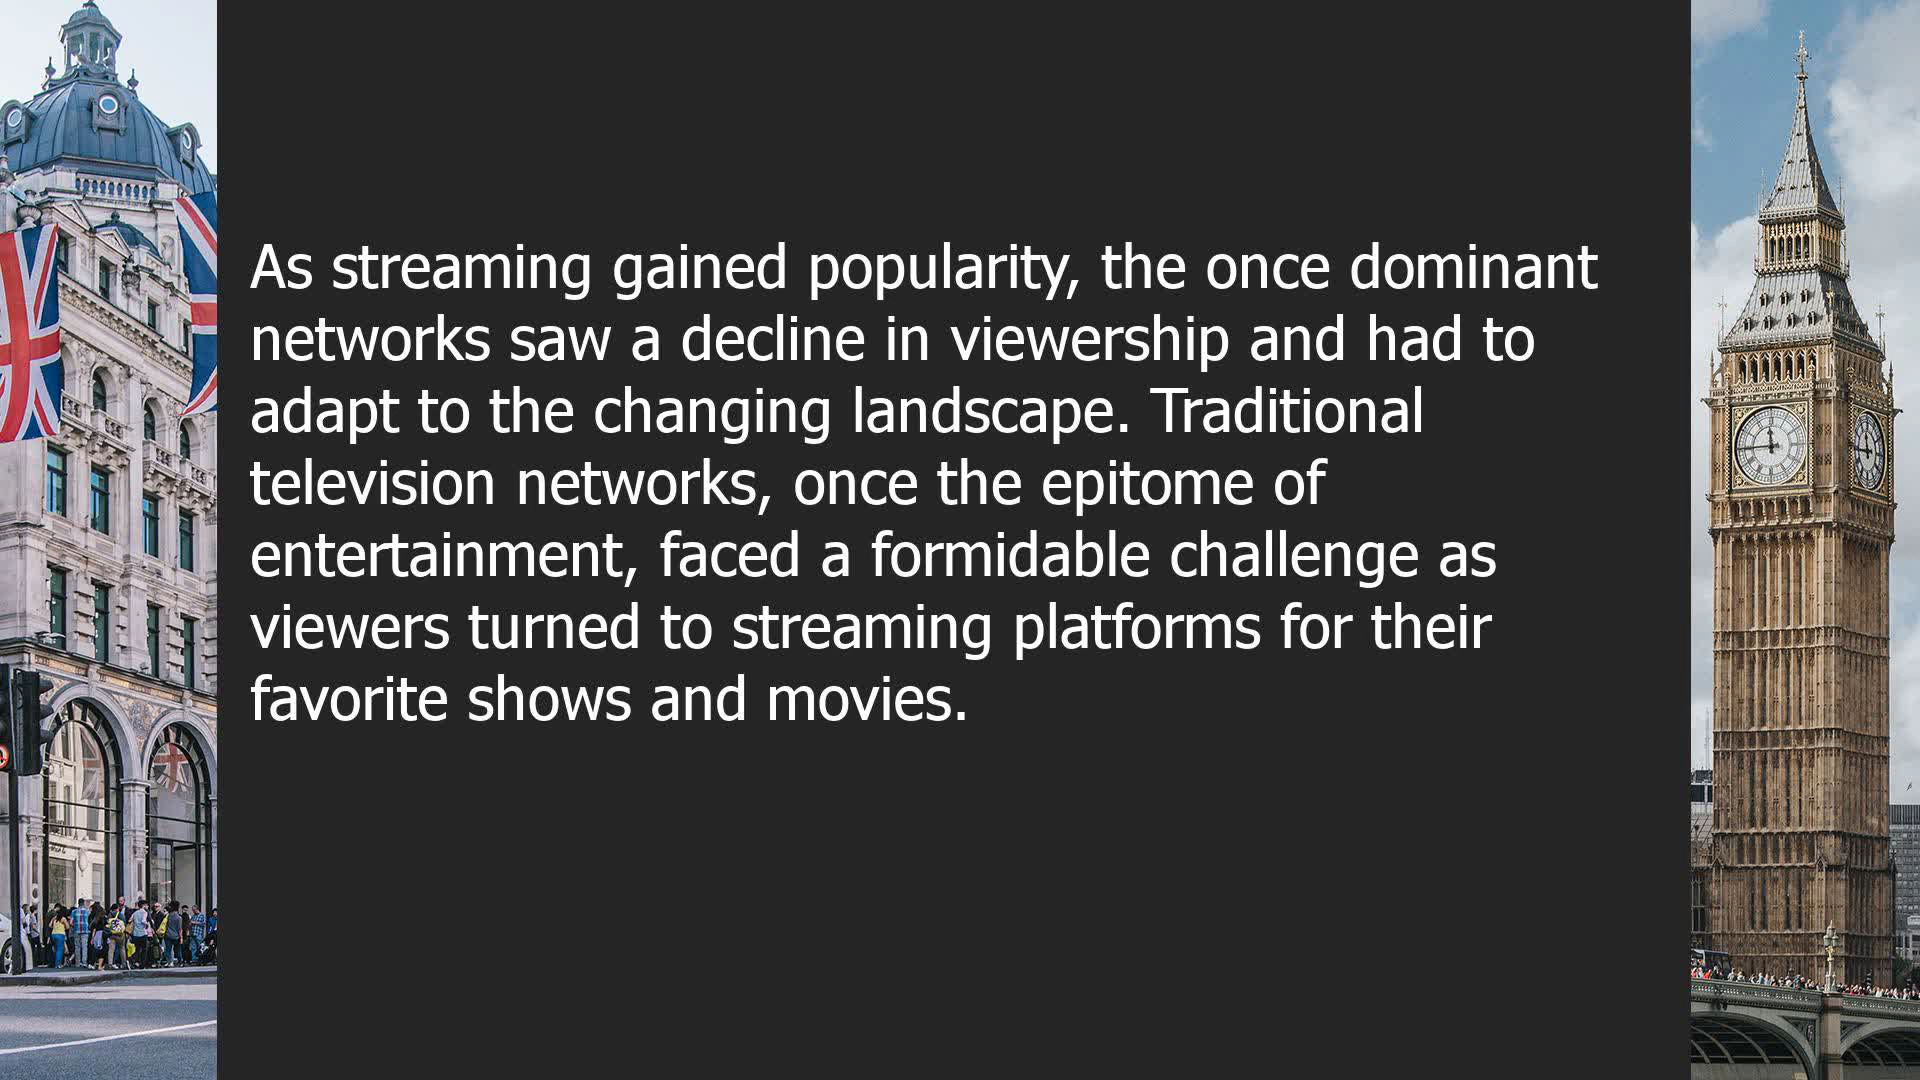 As streaming gained popularity, the once dominant
networks saw a decline in viewership and had to
adapt to the changing landscape. Traditional
television networks, once the epitome of
entertainment, faced a formidable challenge as
viewers turned to streaming platforms for their
favorite shows and movies.